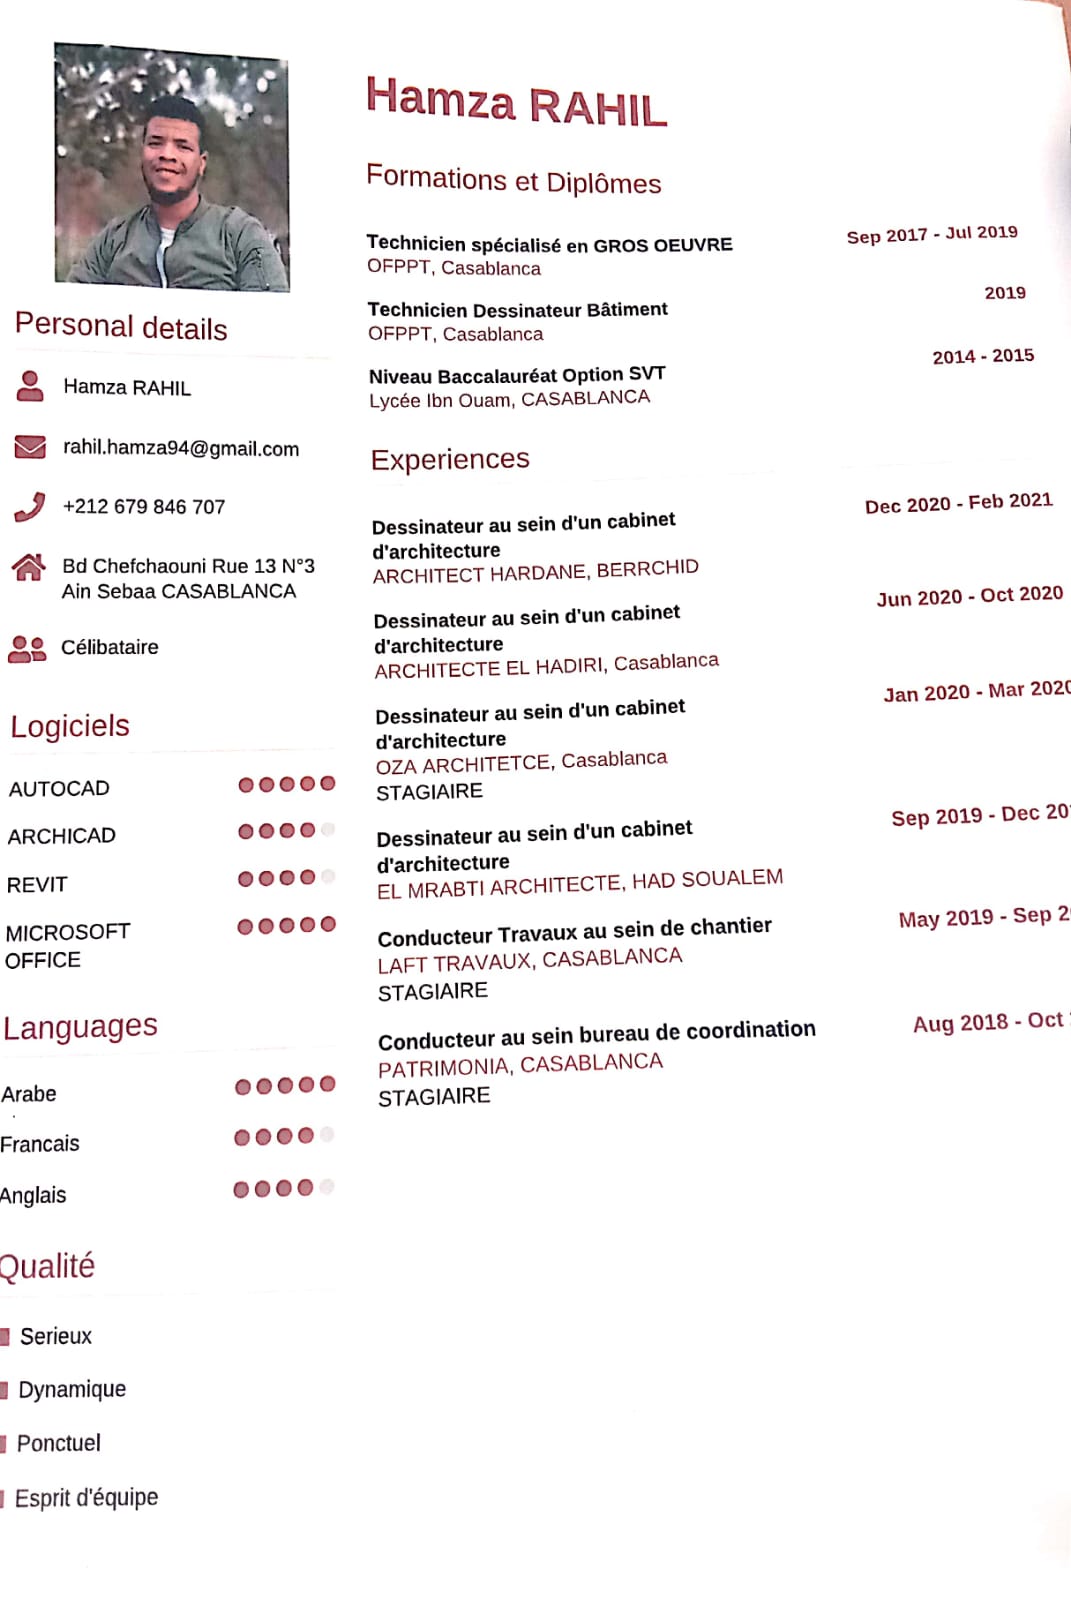 Hamza RAHIL
Formations et Diplômes
Technicien spécialisé en GROS OEUVRE
Sep 2017 - Jul 2019
OFPPT, Casablanca
Technicien Dessinateur Bâtiment
2019
OFPPT, Casablanca
Niveau Baccalauréat Option SVT
2014 - 2015
Lycée Ibn Ouam, CASABLANCA
Experiences
Dessinateur au sein d'un cabinet
d'architecture
Dec 2020 - Feb 2021
ARCHITECT HARDANE, BERRCHID
Dessinateur au sein d'un cabinet
d'architecture
Jun 2020 - Oct 2020
ARCHITECTE EL HADIRI, Casablanca
Dessinateur au sein d'un cabinet
d'architecture
Jan 2020 - Mar 2020
OZA ARCHITETCE, Casablanca
STAGIAIRE
Dessinateur au sein d'un cabinet
d'architecture
Sep 2019 - Dec
EL MRABTI ARCHITECTE, HAD SOUALEM
Conducteur Travaux au sein de chantier
May 2019 - Sep
LAFT TRAVAUX, CASABLANCA
STAGIAIRE
Conducteur au sein bureau de coordination
Aug 2018 - Oct
PATRIMONIA, CASABLANCA
STAGIAIRE
Personal details
Hamza RAHIL
rahil.hamza94@gmail.com
+212 679 846 707
Bd Chefchaouni Rue 13 N°3
Ain Sebaa CASABLANCA
Célibataire
Logiciels
AUTOCAD
ARCHICAD
REVIT
MICROSOFT
OFFICE
Languages
Arabe
Francais
Anglais
Qualité
Serieux
Dynamique
Ponctuel
Esprit d'équipe